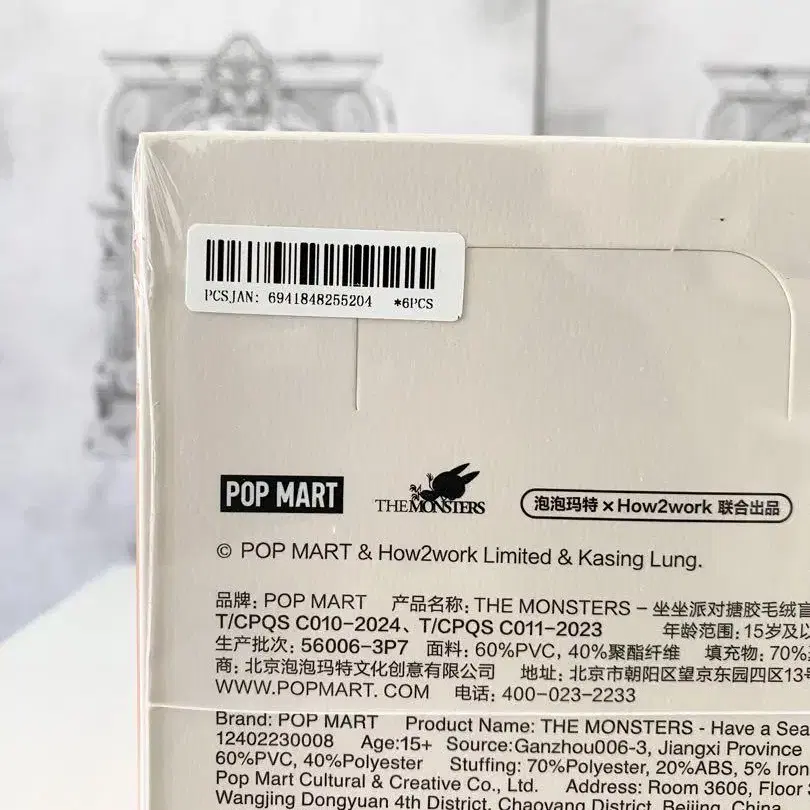 PCSJAN: 6941848255204 *6PCS
POP MART
THE MONSTERS
泡泡玛特 × How2work 联合出品
© POP MART & How2work Limited & Kasing Lung.
品牌: POP MART 产品名称: THE MONSTERS - 坐坐派对搪胶毛绒盲
T/CPQS C010-2024、T/CPQS C011-2023 年龄范围: 15岁及以
生产批次: 56006-3P7 面料: 60%PVC, 40%聚酯纤维 填充物: 70%
商: 北京泡泡玛特文化创意有限公司 地址: 北京市朝阳区望京东园四区13号
WWW.POPMART.COM 电话: 400-023-2233
Brand: POP MART Product Name: THE MONSTERS - Have a Sea
12402230008 Age:15+ Source:Ganzhou006-3, Jiangxi Province
60%PVC, 40%Polyester Stuffing: 70%Polyester, 20%ABS, 5% Iron
Pop Mart Cultural & Creative Co., Ltd. Address: Room 3606, Floor
Wangjing Dongyuan 4th District, Chaoyang District, Beijing, China